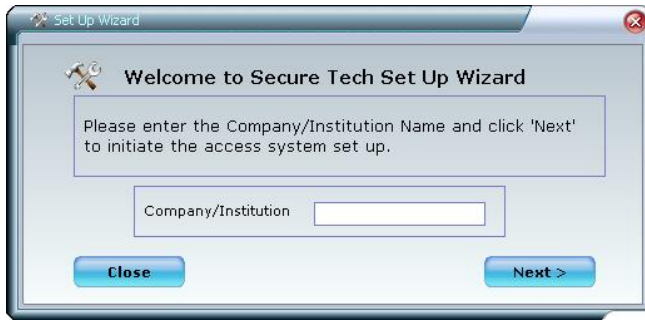 Set Up Wizard
Welcome to Secure Tech Set Up Wizard
Please enter the Company/Institution Name and click 'Next'
to initiate the access system set up.
Company/Institution
Close
Next >